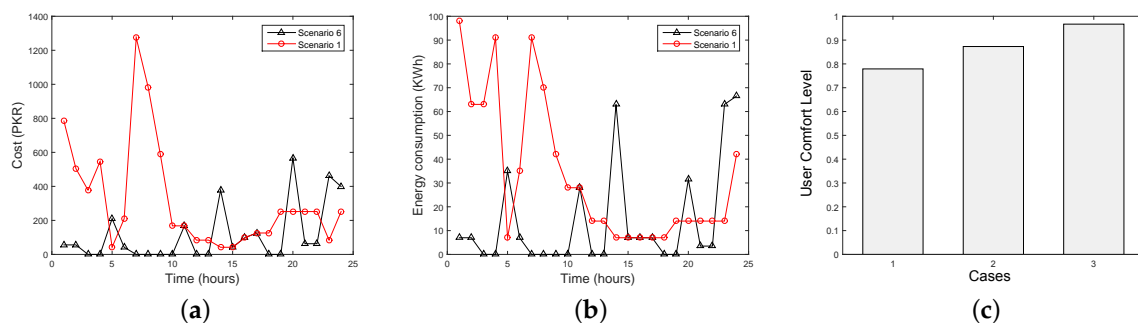 1400
1200
1000
800
600
400
200
0
Cost (PKR)
0 5 10 15 20 25
Time (hours)
Scenario 6
Scenario 1
(a)
100
90
80
70
60
50
40
30
20
10
0
Energy consumption (KWh)
0 5 10 15 20 25
Time (hours)
Scenario 6
Scenario 1
(b)
1
0.9
0.8
0.7
0.6
0.5
0.4
0.3
0.2
0.1
0
User Comfort Level
1 2 3
Cases
(c)